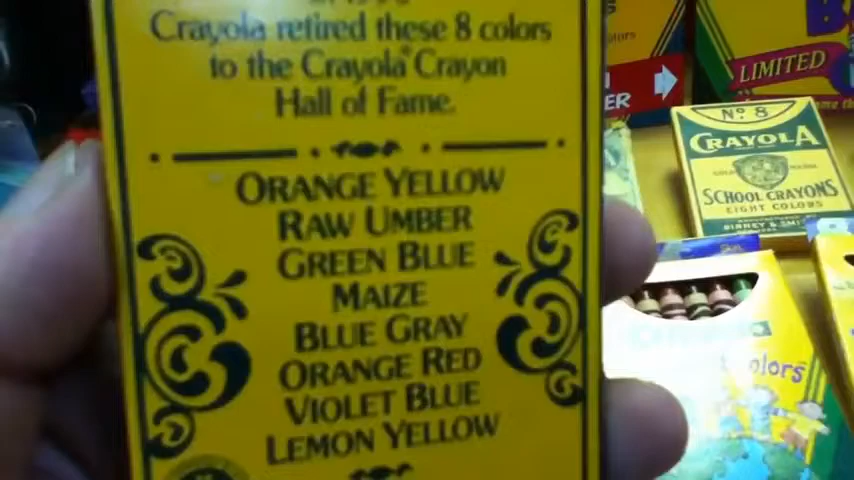 Crayola retired these 8 colors
to the Crayola® Crayon
Hall of Fame.
ORANGE YELLOW
RAW UMBER
GREEN BLUE
MAIZE
BLUE GRAY
ORANGE RED
VIOLET BLUE
LEMON YELLOW
LIMITED
Nº 8
CRAYOLA
SCHOOL CRAYONS
EIGHT COLORS